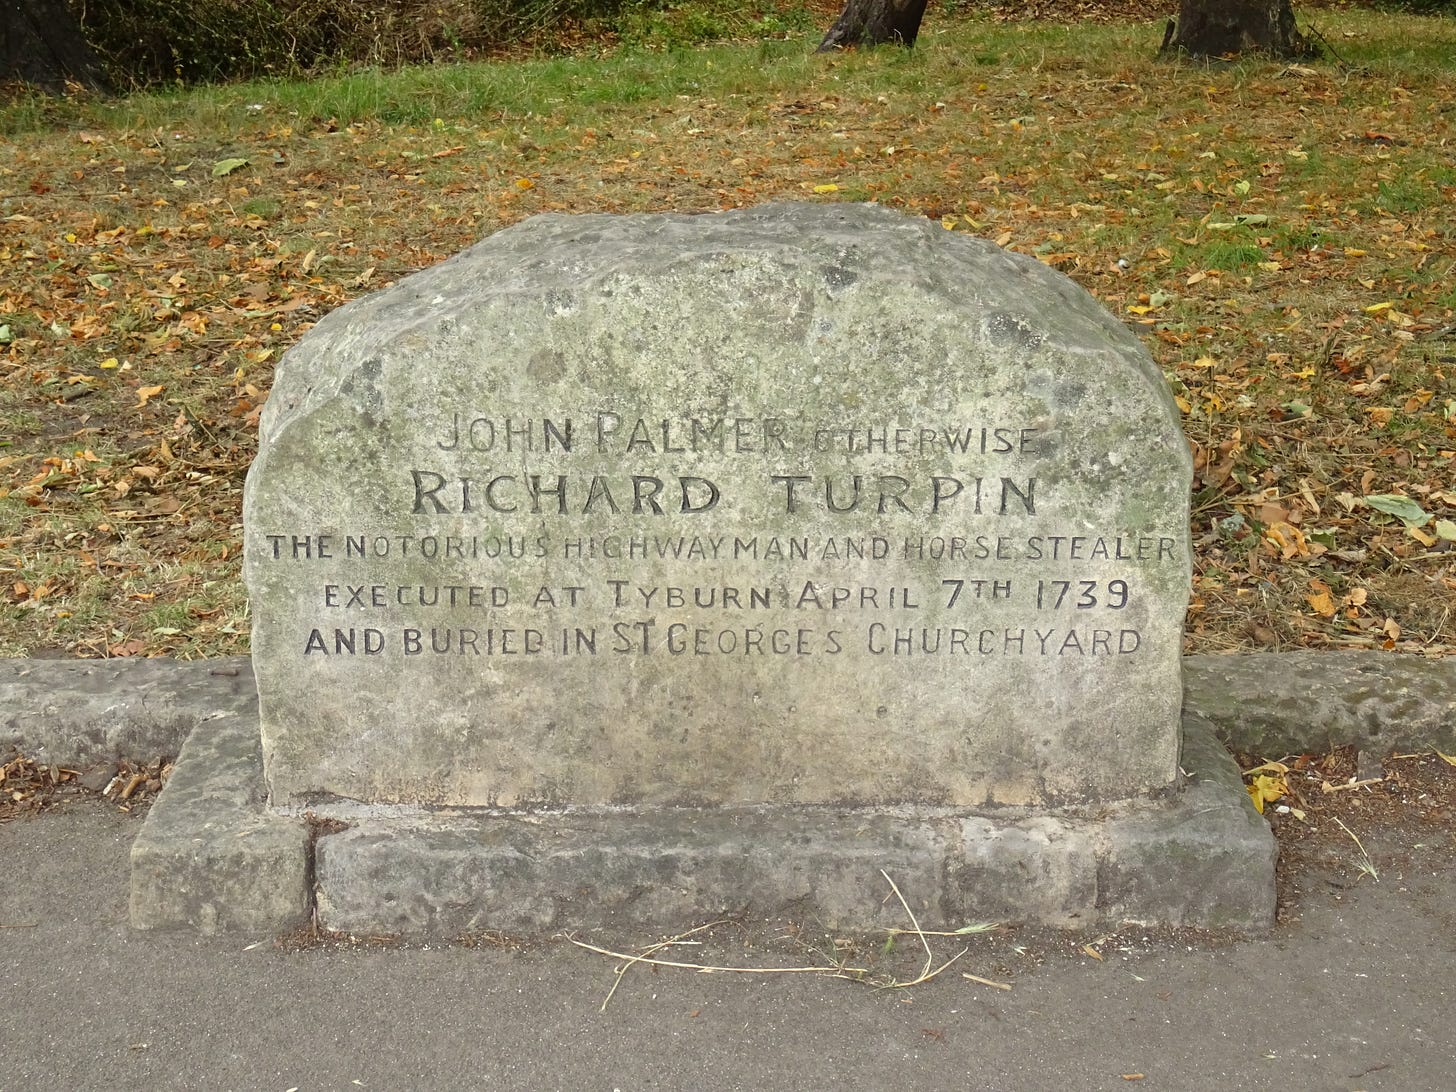 JOHN PALMER OTHERWISE
RICHARD TURPIN
THE NOTORIOUS HIGHWAYMAN AND HORSE STEALER
EXECUTED AT TYBURN APRIL 7TH 1739
AND BURIED IN ST GEORGES CHURCHYARD